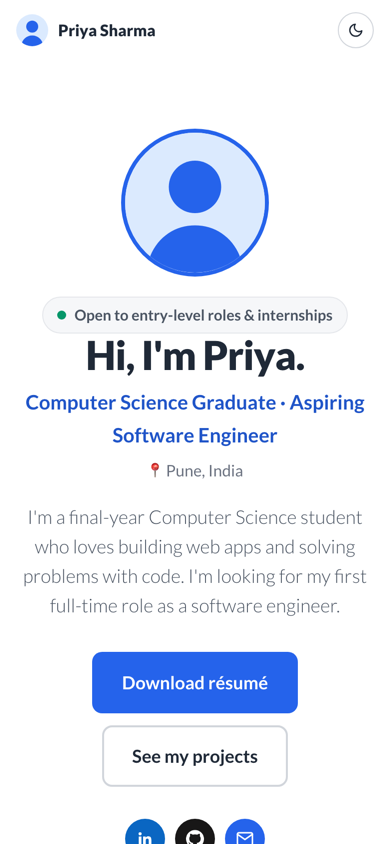 Priya Sharma
Open to entry-level roles & internships
Hi, I'm Priya.
Computer Science Graduate · Aspiring
Software Engineer
📍 Pune, India
I'm a final-year Computer Science student
who loves building web apps and solving
problems with code. I'm looking for my first
full-time role as a software engineer.
Download résumé
See my projects
in